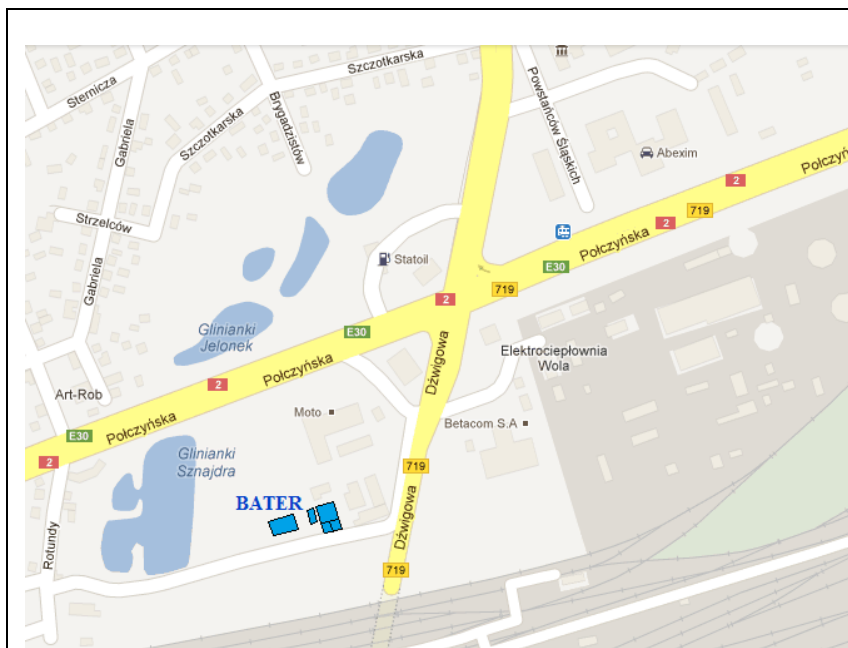 Szczotkarska
Sternicza
Brygadzistów
Powstańców Śląskich
Gabriela
Szczotkarska
Abexim
Połczyń
2
719
2
Strzelców
Połczyńska
Statoil
E30
Gabriela
719
2
Glinianki
Jelonek
E30
Elektrociepłownia
Wola
Połczyńska
Dźwigowa
2
Art-Rob
Moto
Betacom S.A
Połczyńska
E30
Glinianki
Sznajdra
2
719
BATER
Rotundy
Dźwigowa
719